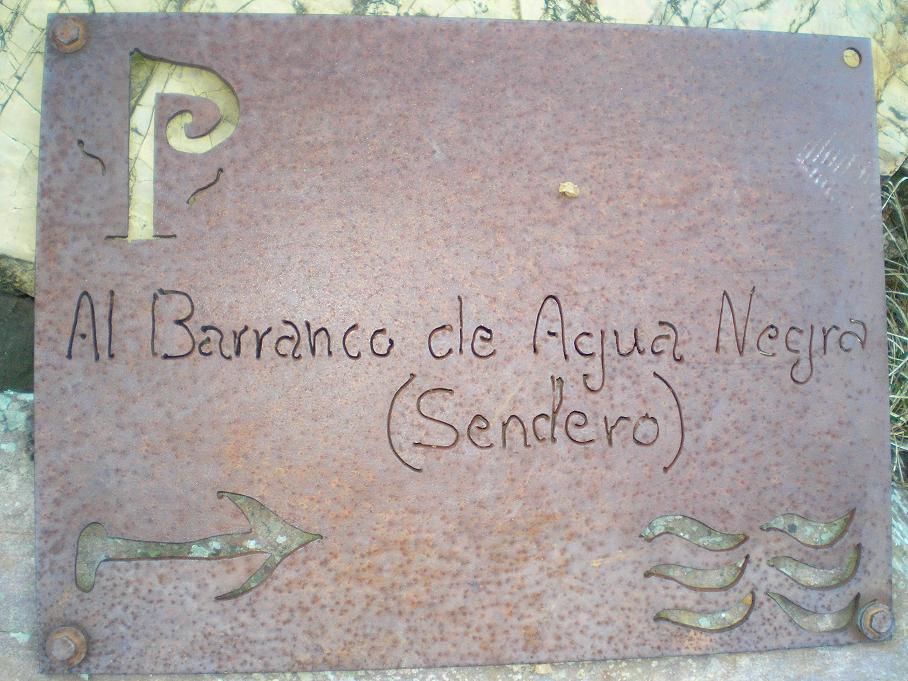 P
Al Barranco de Agua Negra
(Sendero)